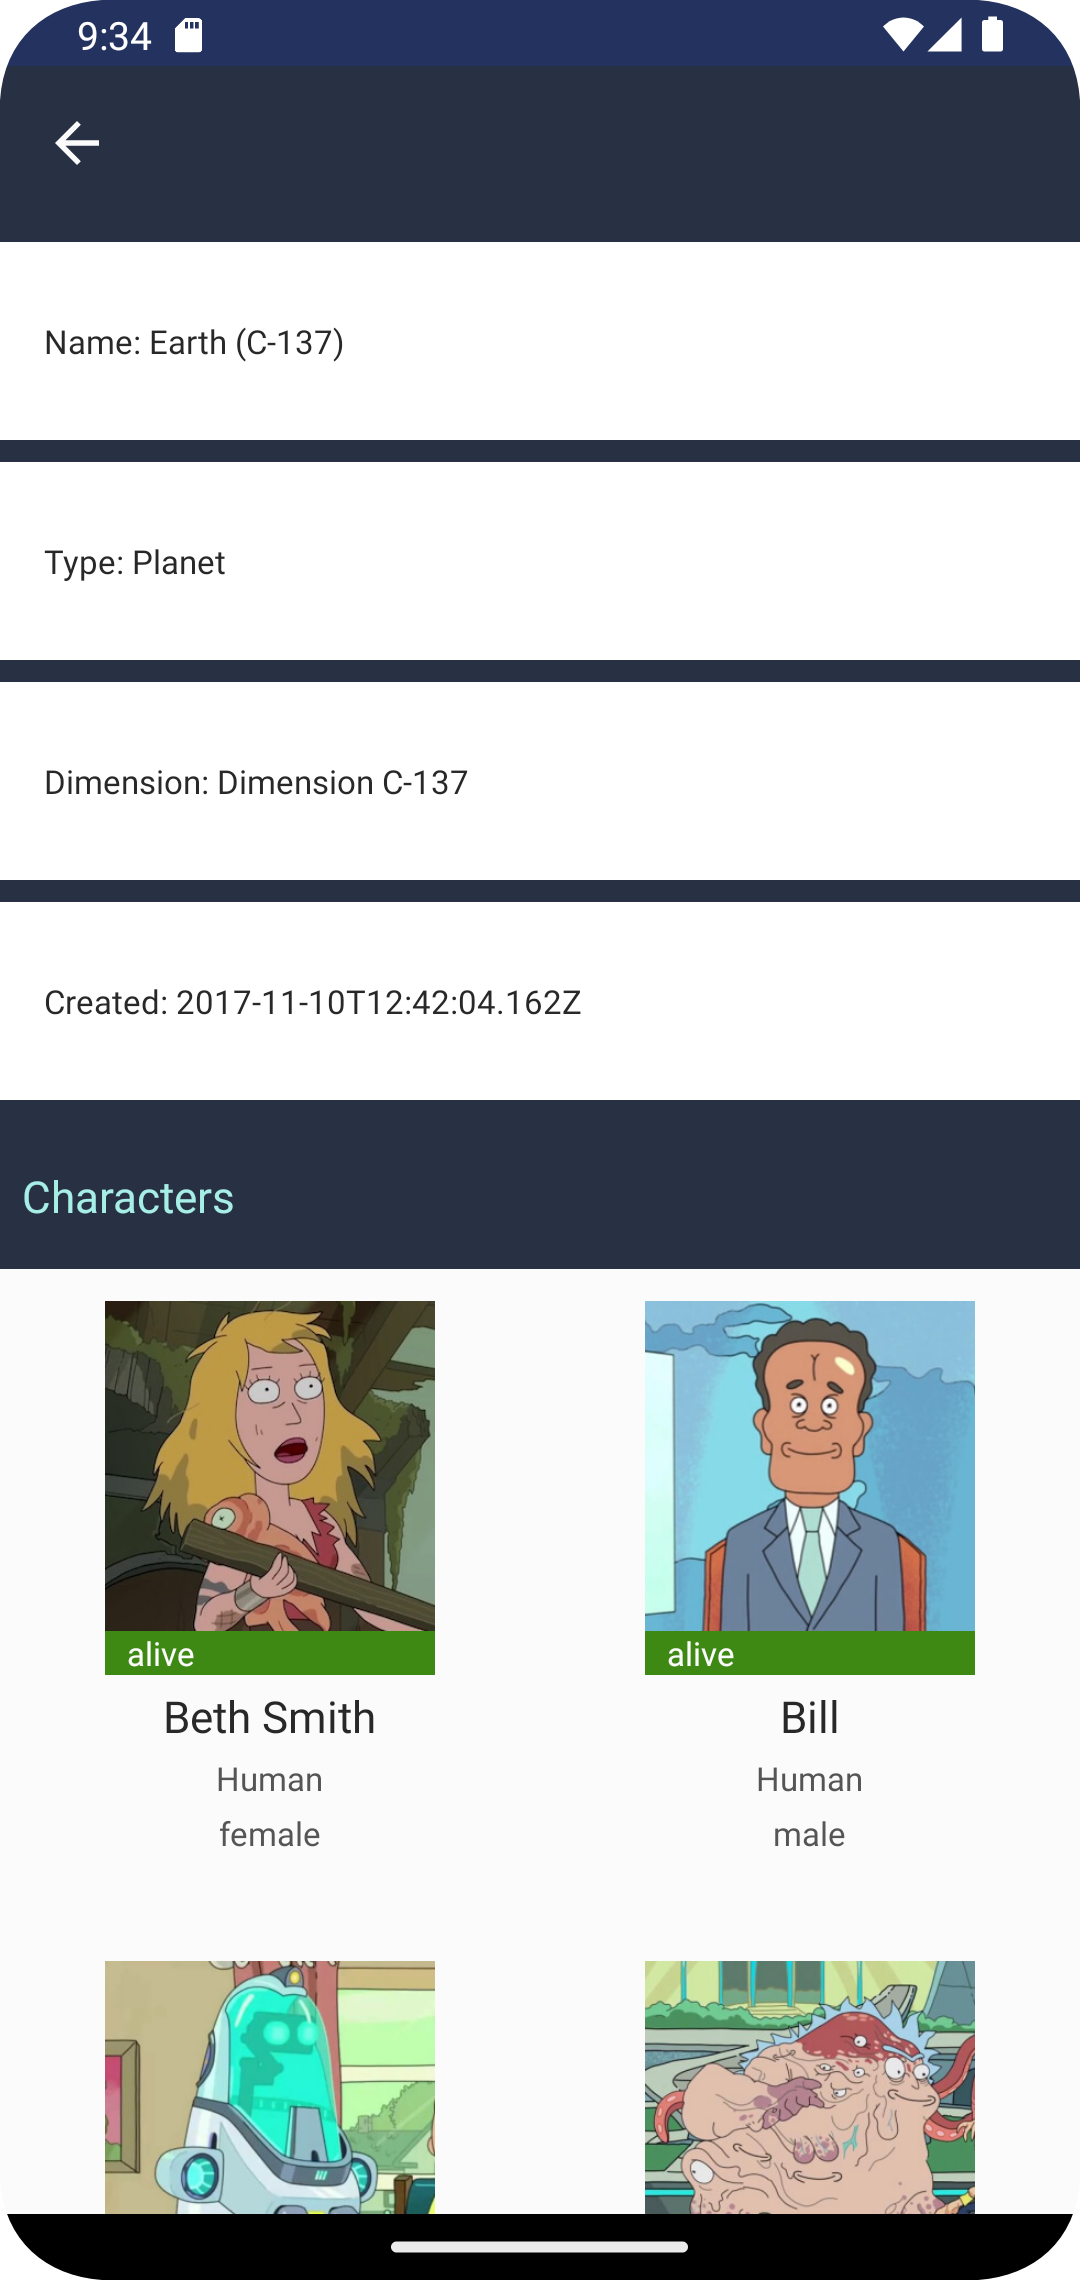 9:34
Name: Earth (C-137)
Type: Planet
Dimension: Dimension C-137
Created: 2017-11-10T12:42:04.162Z
Characters
alive
alive
Beth Smith
Bill
Human
Human
female
male